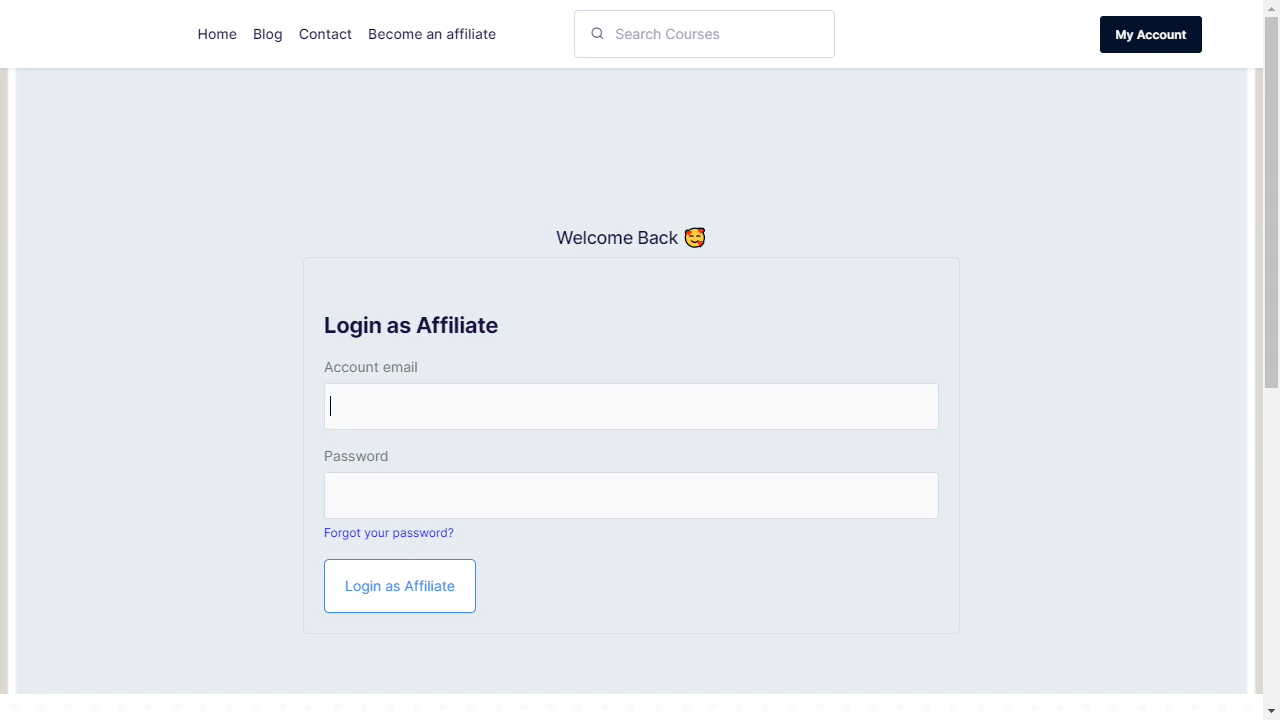 Home Blog Contact Become an affiliate Search Courses My Account
Welcome Back 🥰
Login as Affiliate
Account email
Password
Forgot your password?
Login as Affiliate